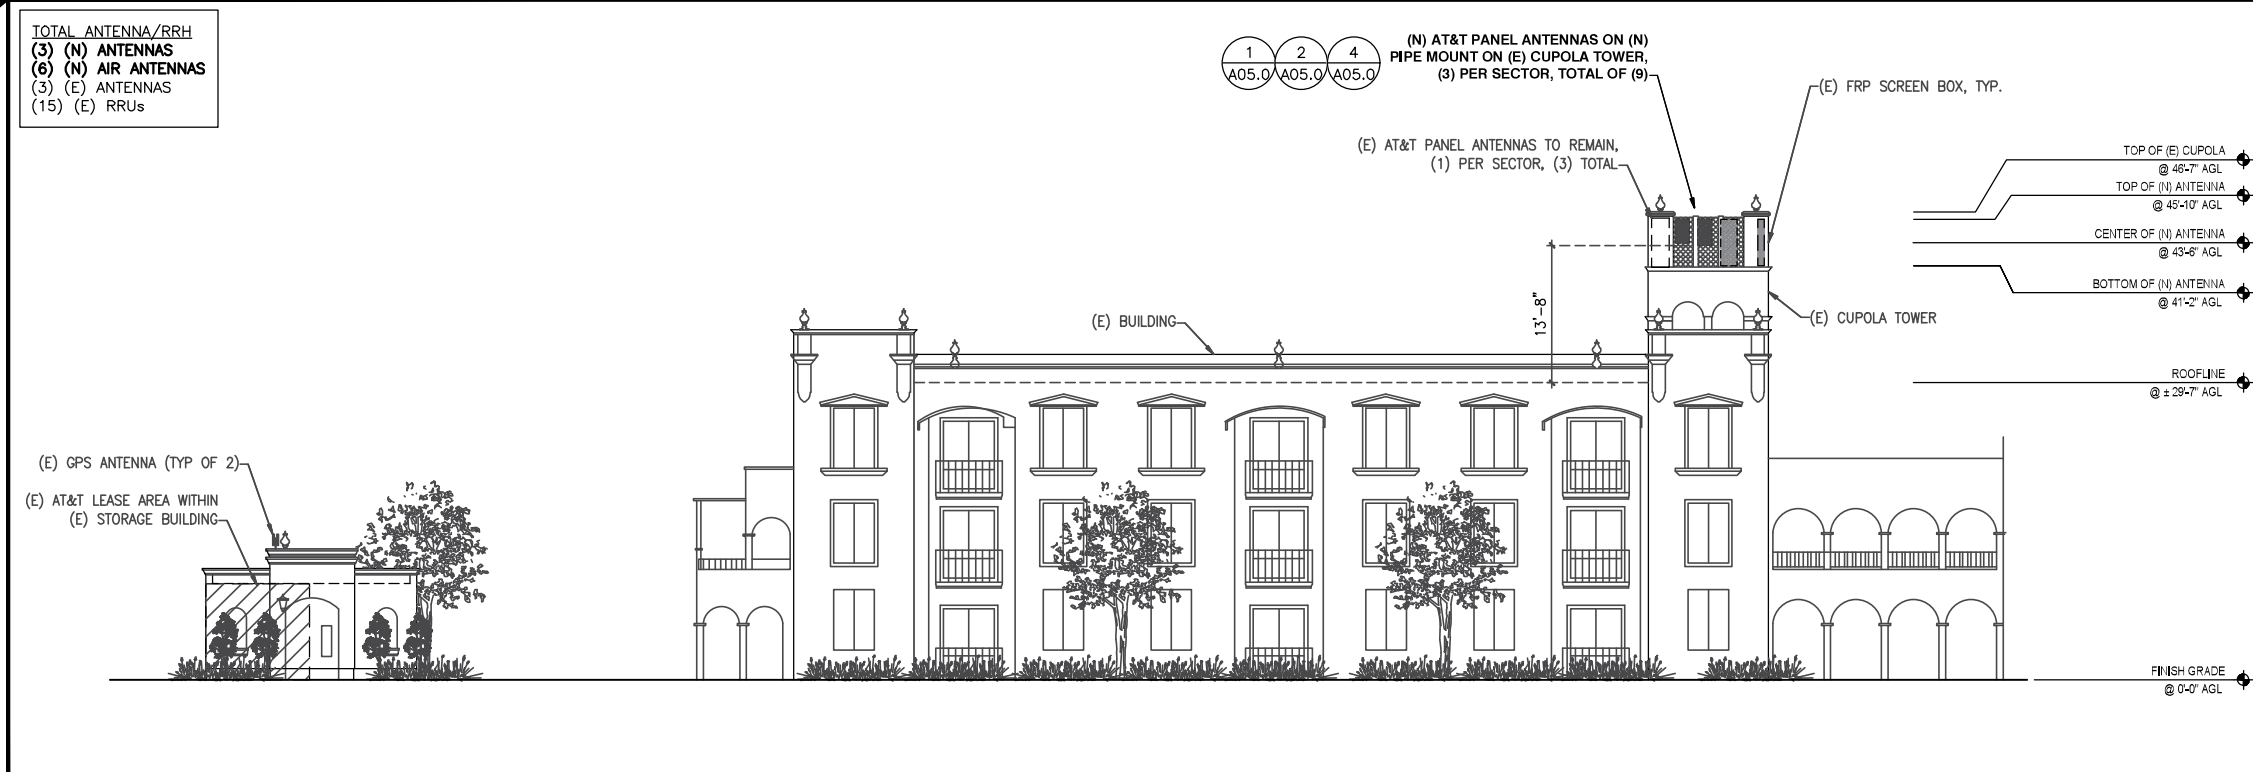 TOTAL ANTENNA/RRH
(3) (N) ANTENNAS
(6) (N) AIR ANTENNAS
(3) (E) ANTENNAS
(15) (E) RRUs
1 2 4
A05.0 A05.0 A05.0
(N) AT&T PANEL ANTENNAS ON (N)
PIPE MOUNT ON (E) CUPOLA TOWER,
(3) PER SECTOR, TOTAL OF (9)
(E) FRP SCREEN BOX, TYP.
(E) AT&T PANEL ANTENNAS TO REMAIN,
(1) PER SECTOR, (3) TOTAL
TOP OF (E) CUPOLA
@ 46'-7" AGL
TOP OF (N) ANTENNA
@ 45'-10" AGL
CENTER OF (N) ANTENNA
@ 43'-6" AGL
BOTTOM OF (N) ANTENNA
@ 41'-2" AGL
13'-8"
(E) BUILDING
(E) CUPOLA TOWER
ROOFLINE
@ ± 29'-7" AGL
(E) GPS ANTENNA (TYP OF 2)
(E) AT&T LEASE AREA WITHIN
(E) STORAGE BUILDING
FINISH GRADE
@ 0'-0" AGL